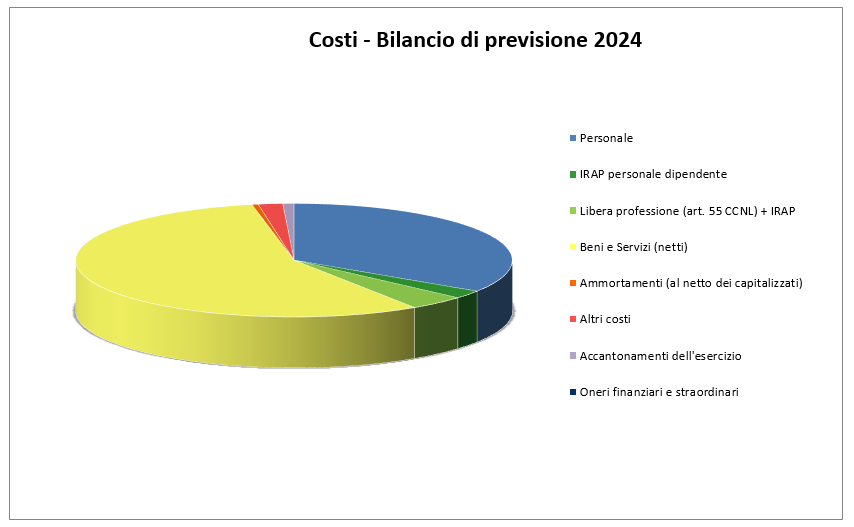 Costi - Bilancio di previsione 2024
Personale
IRAP personale dipendente
Libera professione (art. 55 CCNL) + IRAP
Beni e Servizi (netti)
Ammortamenti (al netto dei capitalizzati)
Altri costi
Accantonamenti dell'esercizio
Oneri finanziari e straordinari